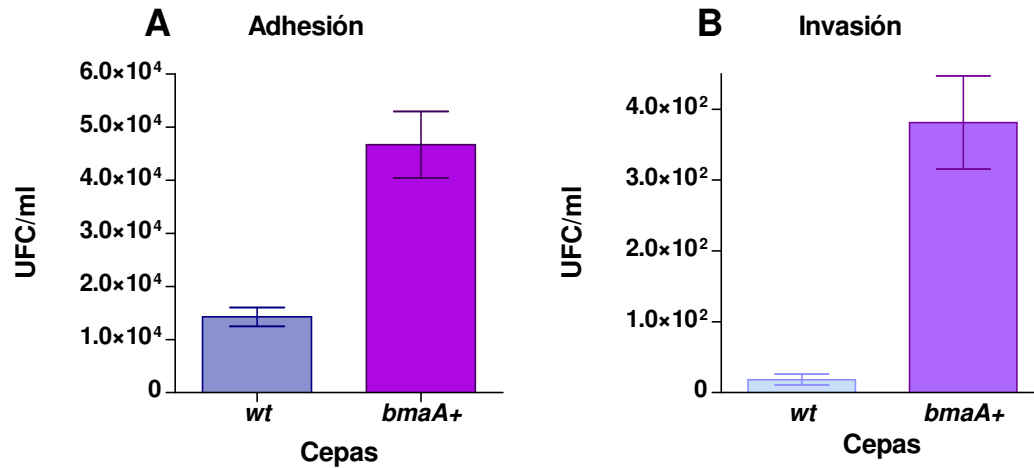 A Adhesión
6.0×10⁴
5.0×10⁴
4.0×10⁴
3.0×10⁴
2.0×10⁴
1.0×10⁴
0
UFC/ml
wt bmaA+
Cepas
B Invasión
4.0×10²
3.0×10²
2.0×10²
1.0×10²
0
UFC/ml
wt bmaA+
Cepas